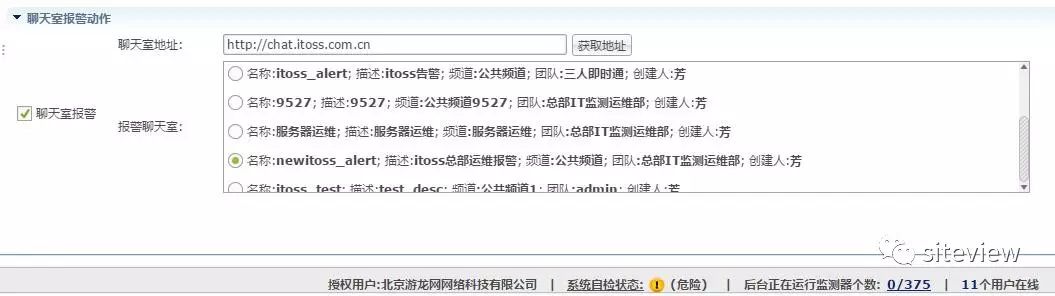 聊天室报警动作
聊天室地址: http://chat.itoss.com.cn 获取地址
名称:itoss_alert; 描述:itoss告警; 频道:公共频道; 团队:三人即时通; 创建人:芳
名称:9527; 描述:9527; 频道:公共频道9527; 团队:总部IT监测运维部; 创建人:芳
聊天室报警 报警聊天室:
名称:服务器运维; 描述:服务器运维; 频道:服务器运维; 团队:总部IT监测运维部; 创建人:芳
名称:newitoss_alert; 描述:itoss总部运维报警; 频道:公共频道; 团队:总部IT监测运维部; 创建人:芳
名称:itoss_test; 描述:test_desc; 频道:公共频道1; 团队:admin; 创建人:芳
siteview
授权用户:北京游龙网网络科技有限公司 | 系统自检状态: (危险) | 后台正在运行监测器个数: 0/375 | 11个用户在线